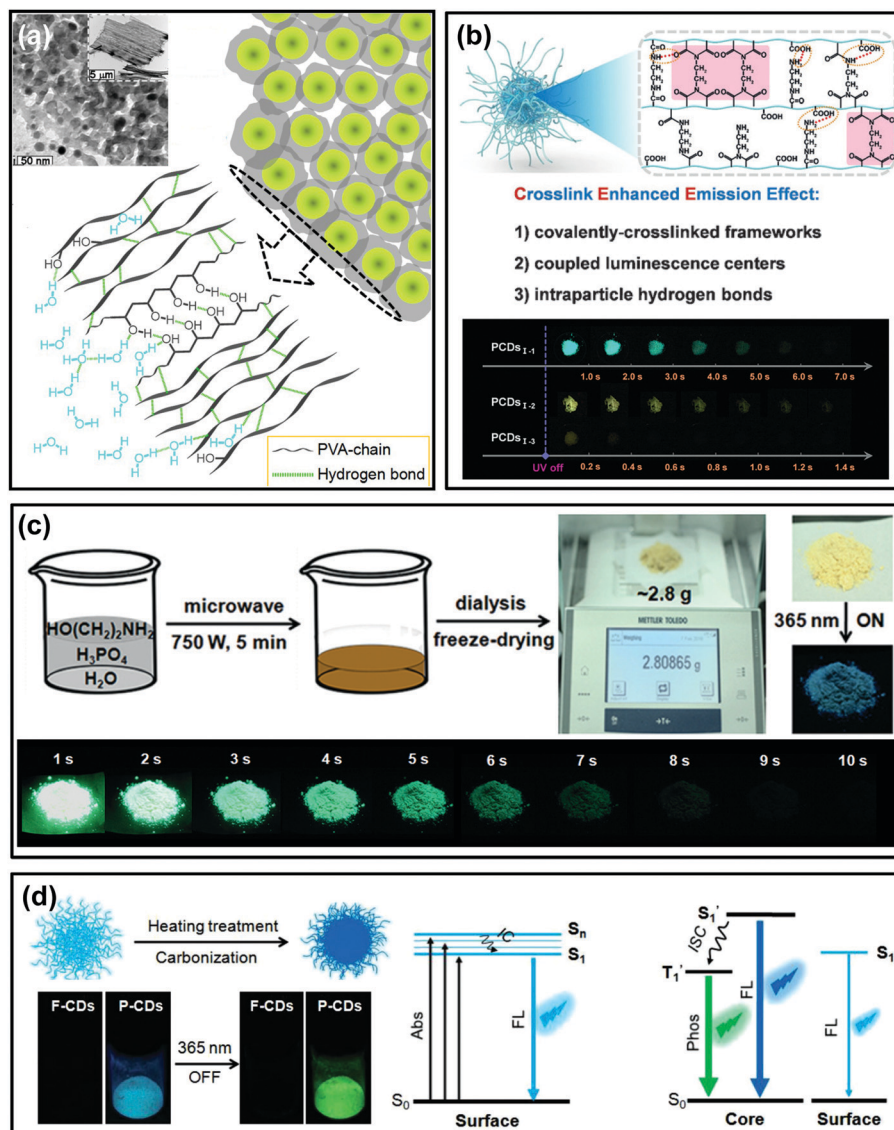 (a)
5 μm
50 nm
PVA-chain
Hydrogen bond
(b)
Crosslink Enhanced Emission Effect:
1) covalently-crosslinked frameworks
2) coupled luminescence centers
3) intraparticle hydrogen bonds
PCDs I-1
1.0 s 2.0 s 3.0 s 4.0 s 5.0 s 6.0 s 7.0 s
PCDs I-2
PCDs I-3
UV off
0.2 s 0.4 s 0.6 s 0.8 s 1.0 s 1.2 s 1.4 s
(c)
HO(CH₂)₂NH₂
H₃PO₄
H₂O
microwave
750 W, 5 min
dialysis
freeze-drying
~2.8 g
METTLER TOLEDO
2.80865 g
365 nm ON
1 s 2 s 3 s 4 s 5 s 6 s 7 s 8 s 9 s 10 s
(d)
Heating treatment
Carbonization
F-CDs P-CDs
365 nm
OFF
F-CDs P-CDs
Sn
IC
S₁
Abs
FL
S₀
Surface
S₁'
ISC
T₁'
Phos
FL
S₀
Core
S₁
FL
Surface